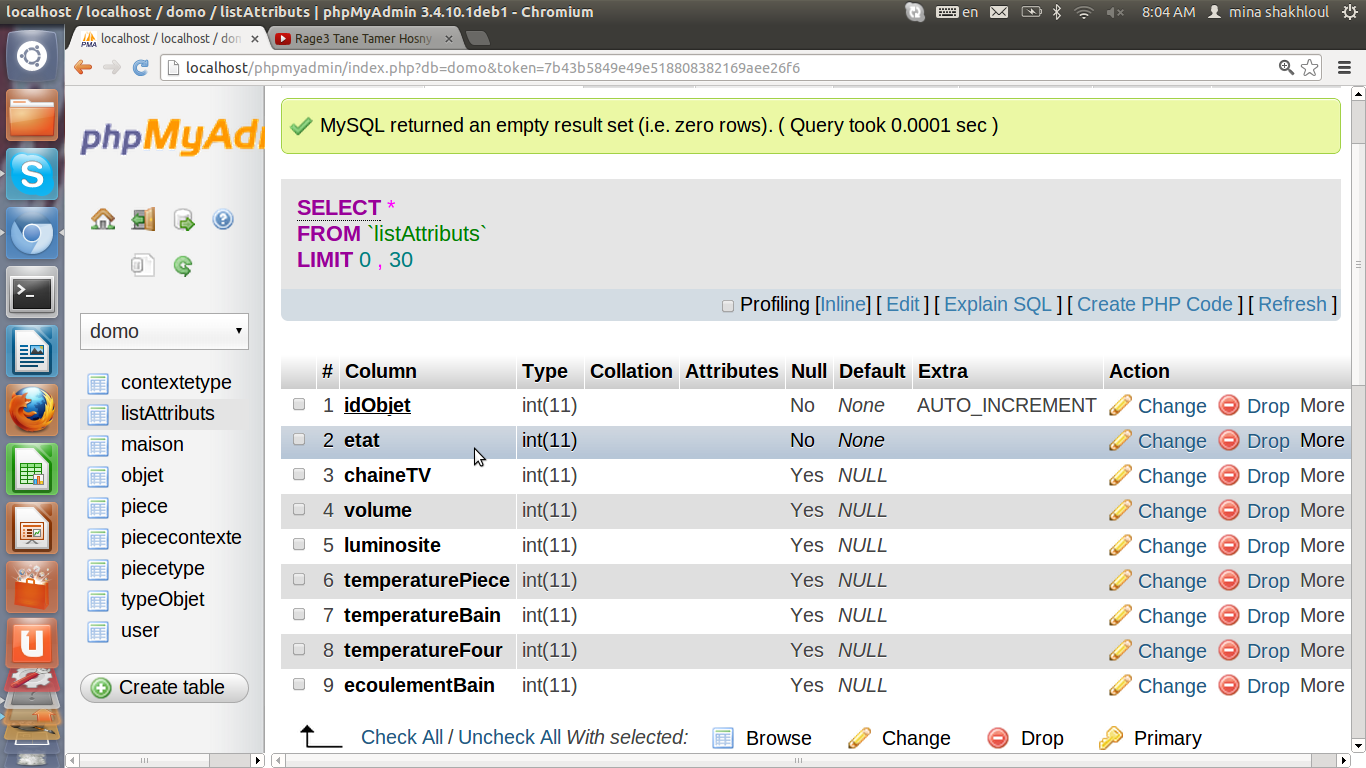 localhost / localhost / domo / listAttributs | phpMyAdmin 3.4.10.1deb1 - Chromium en 8:04 AM mina shakhloul
localhost / localhost / don × Rage3 Tane Tamer Hosny ×
localhost/phpmyadmin/index.php?db=domo&token=7b43b5849e49e518808382169aee26f6
phpMyAdm
domo
contextetype
listAttributs
maison
objet
piece
piececontexte
piecetype
typeObjet
user
Create table
MySQL returned an empty result set (i.e. zero rows). ( Query took 0.0001 sec )
SELECT *
FROM `listAttributs`
LIMIT 0 , 30
Profiling [Inline] [ Edit ] [ Explain SQL ] [ Create PHP Code ] [ Refresh ]
# Column Type Collation Attributes Null Default Extra Action
1 idObjet int(11) No None AUTO_INCREMENT Change Drop More
2 etat int(11) No None Change Drop More
3 chaineTV int(11) Yes NULL Change Drop More
4 volume int(11) Yes NULL Change Drop More
5 luminosite int(11) Yes NULL Change Drop More
6 temperaturePiece int(11) Yes NULL Change Drop More
7 temperatureBain int(11) Yes NULL Change Drop More
8 temperatureFour int(11) Yes NULL Change Drop More
9 ecoulementBain int(11) Yes NULL Change Drop More
Check All / Uncheck All With selected: Browse Change Drop Primary